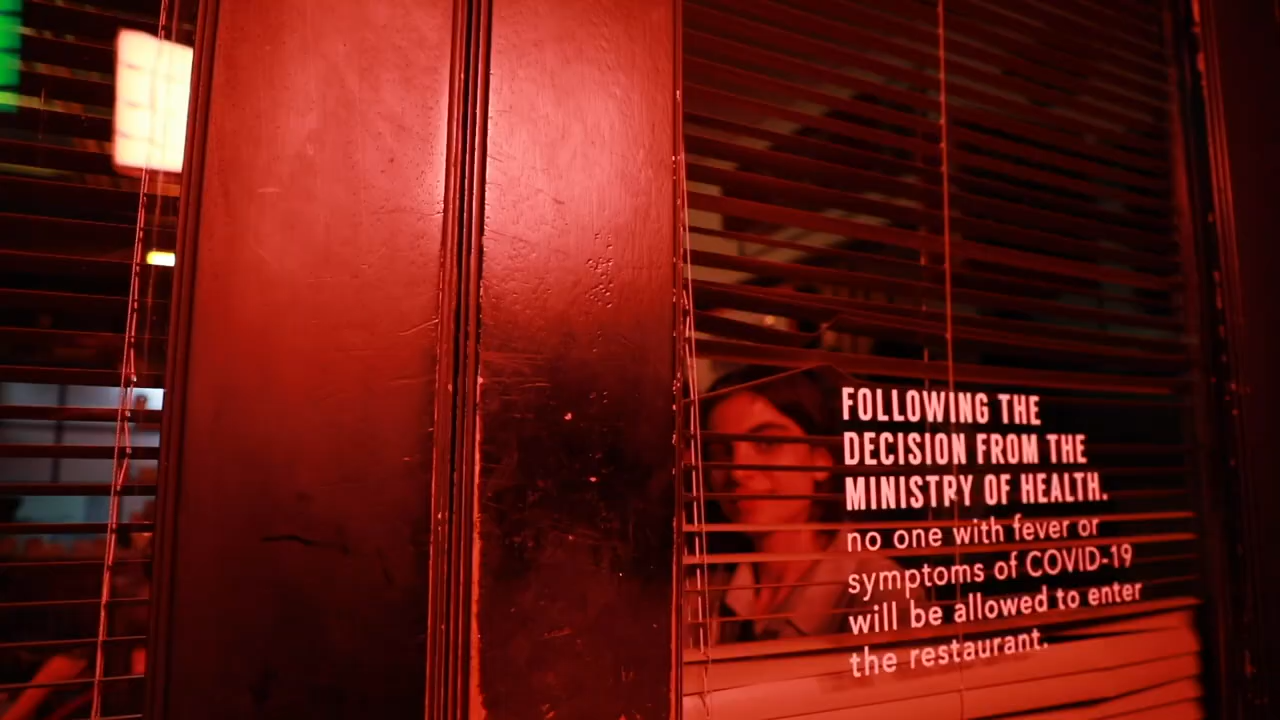 FOLLOWING THE
DECISION FROM THE
MINISTRY OF HEALTH.
no one with fever or
symptoms of COVID-19
will be allowed to enter
the restaurant.